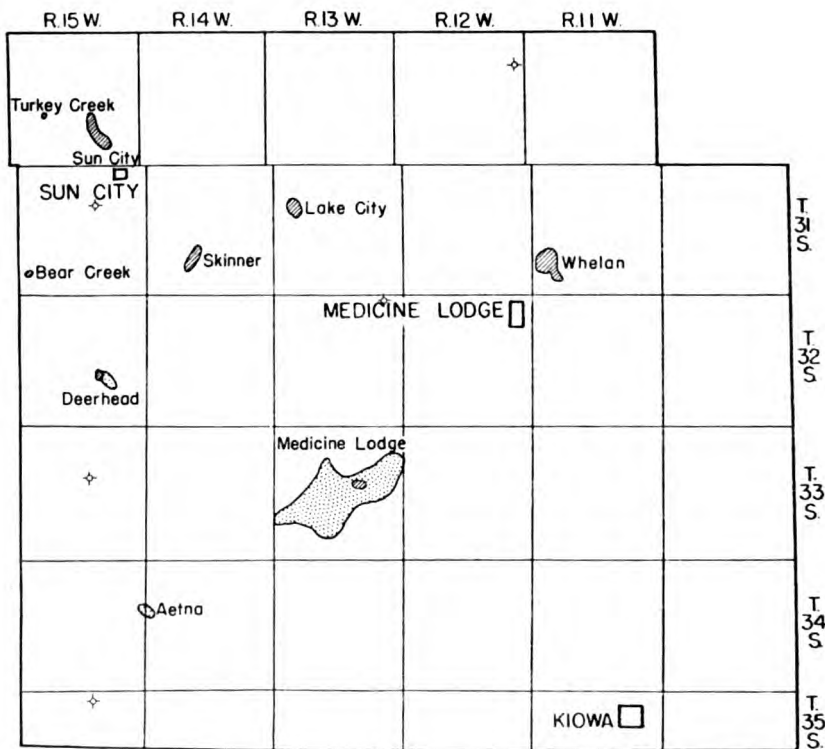 R.15 W. R.14 W. R.13 W. R.12 W. R.11 W.
Turkey Creek
Sun City
SUN CITY
Lake City
T.
31
S.
Skinner
Whelan
Bear Creek
MEDICINE LODGE
T.
32
S.
Deerhead
Medicine Lodge
T.
33
S.
Aetna
T.
34
S.
KIOWA
T.
35
S.